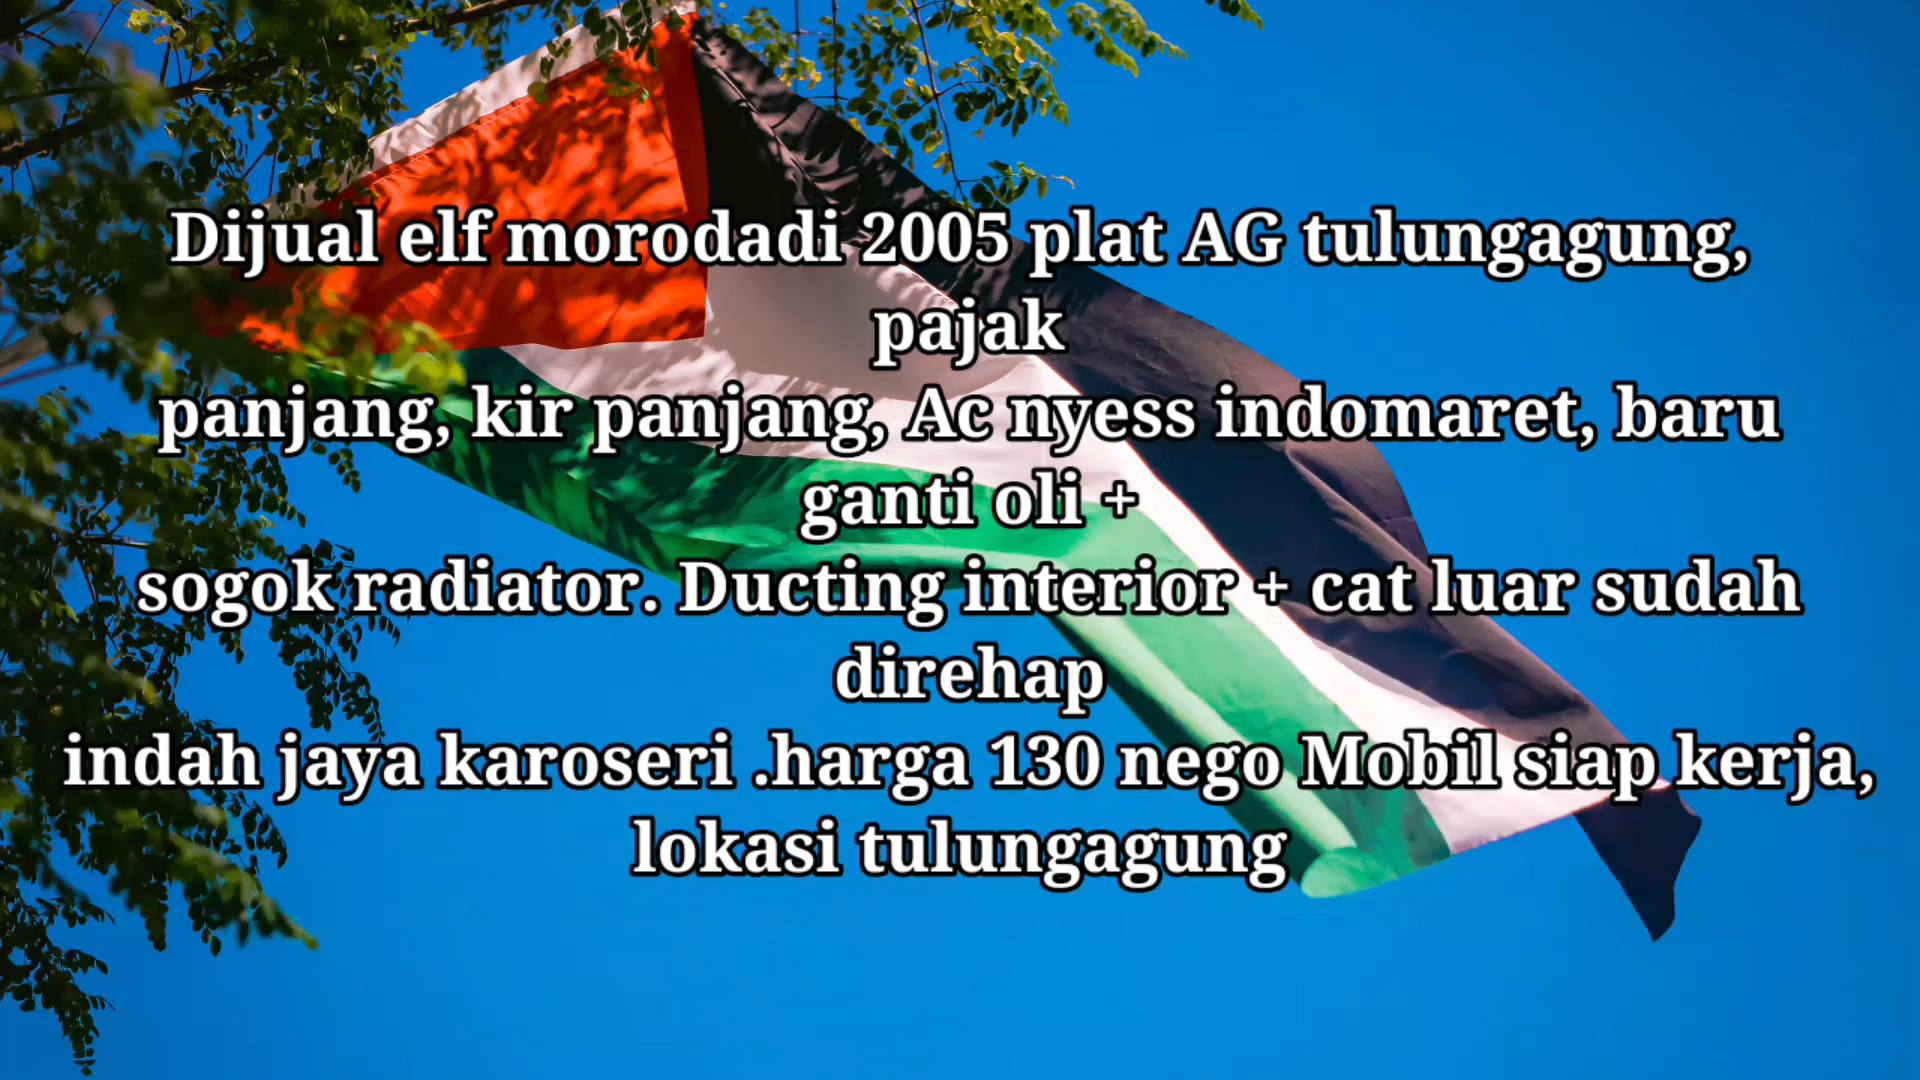 Dijual elf morodadi 2005 plat AG tulungagung,
pajak
panjang, kir panjang, Ac nyess indomaret, baru
ganti oli +
sogok radiator. Ducting interior + cat luar sudah
direhap
indah jaya karoseri .harga 130 nego Mobil siap kerja,
lokasi tulungagung